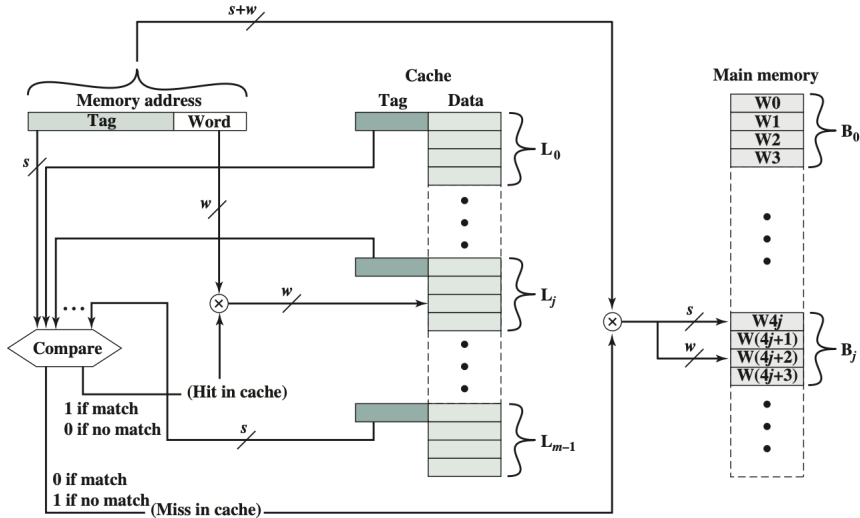 s+w
Cache
Main memory
Memory address
Tag
Data
Tag
Word
W0
W1
W2
W3
B0
L0
s
w
w
Lj
s
w
W4j
W(4j+1)
W(4j+2)
W(4j+3)
Bj
Compare
(Hit in cache)
1 if match
0 if no match
s
Lm–1
0 if match
1 if no match
(Miss in cache)